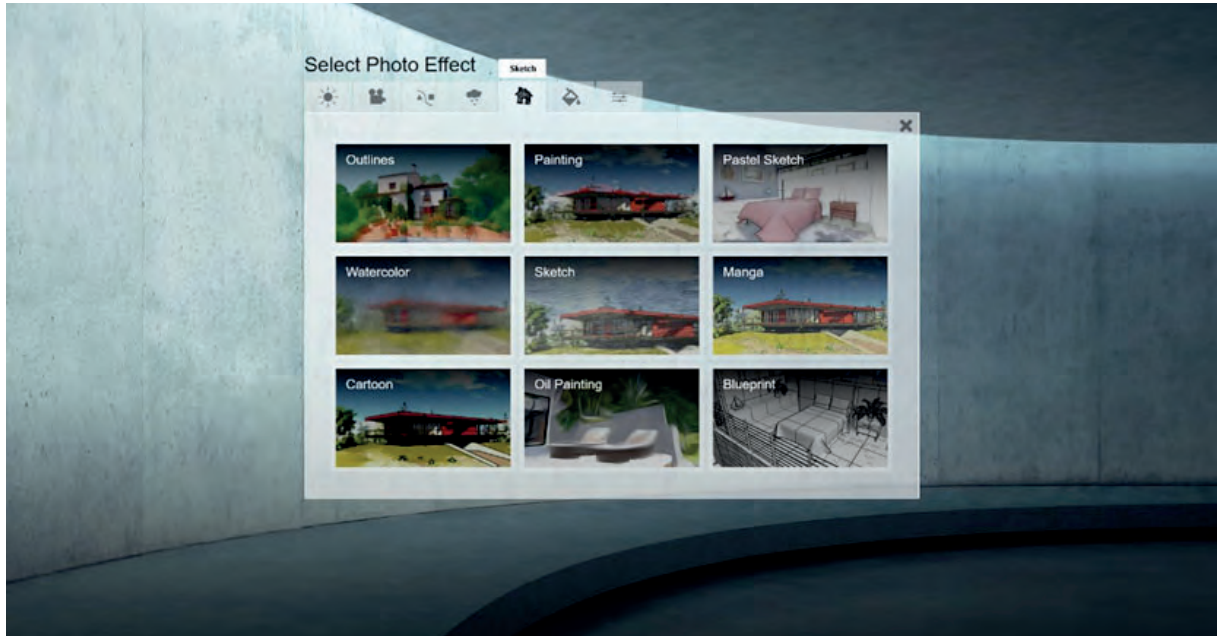 Select Photo Effect
Sketch
Outlines
Painting
Pastel Sketch
Watercolor
Sketch
Manga
Cartoon
Oil Painting
Blueprint